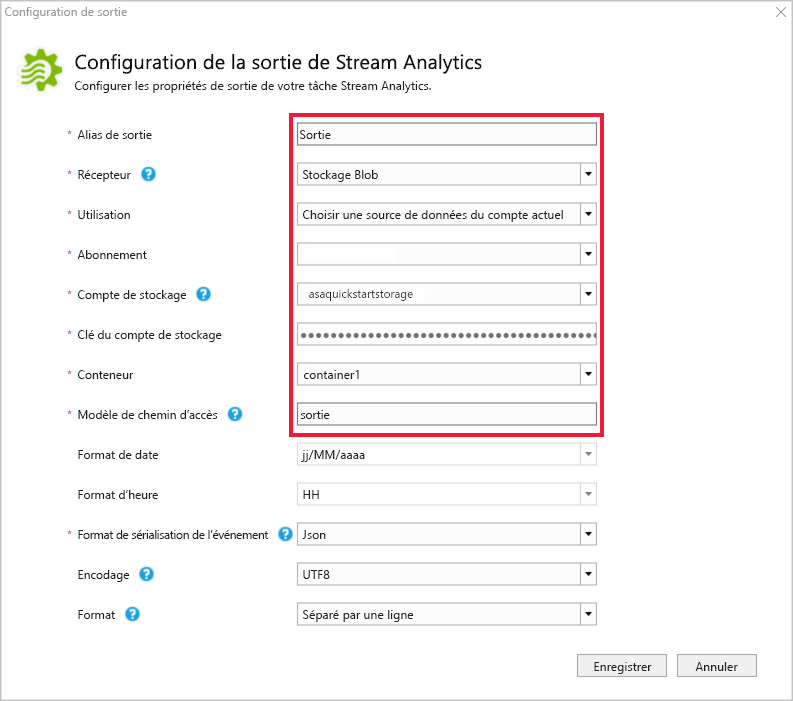 Configuration de sortie
Configuration de la sortie de Stream Analytics
Configurer les propriétés de sortie de votre tâche Stream Analytics.
* Alias de sortie Sortie
* Récepteur ? Stockage Blob
* Utilisation Choisir une source de données du compte actuel
* Abonnement
* Compte de stockage ? asaquickstartstorage
* Clé du compte de stockage ●●●●●●●●●●●●●●●●●●●●●●●●●●●●●●●●●●●●●●
* Conteneur container1
* Modèle de chemin d’accès ? sortie
Format de date jj/MM/aaaa
Format d’heure HH
* Format de sérialisation de l’événement ? Json
Encodage ? UTF8
Format ? Séparé par une ligne
Enregistrer Annuler